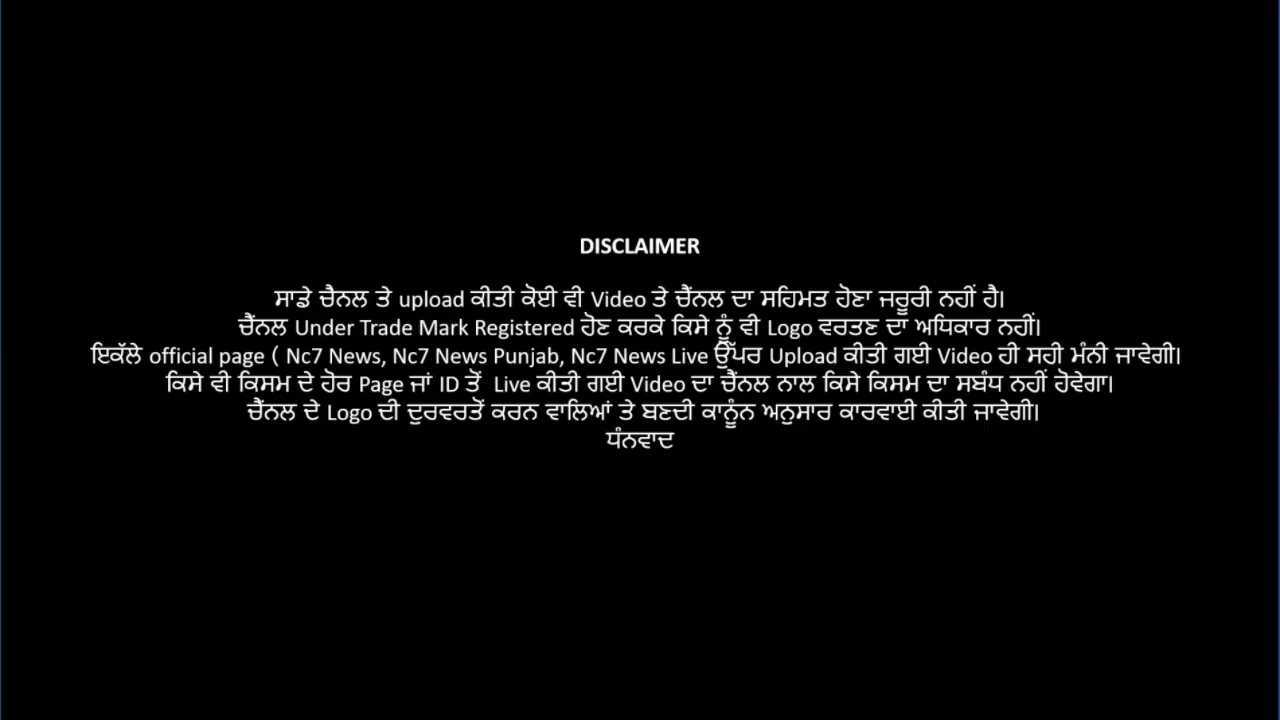 DISCLAIMER
ਸਾਡੇ ਚੈਨਲ ਤੇ upload ਕੀਤੀ ਕੋਈ ਵੀ Video ਤੇ ਚੈਂਨਲ ਦਾ ਸਹਿਮਤ ਹੋਣਾ ਜਰੂਰੀ ਨਹੀਂ ਹੈ।
ਚੈਂਨਲ Under Trade Mark Registered ਹੋਣ ਕਰਕੇ ਕਿਸੇ ਨੂੰ ਵੀ Logo ਵਰਤਣ ਦਾ ਅਧਿਕਾਰ ਨਹੀਂ।
ਇਕੱਲੇ official page ( Nc7 News, Nc7 News Punjab, Nc7 News Live ਉੱਪਰ Upload ਕੀਤੀ ਗਈ Video ਹੀ ਸਹੀ ਮੰਨੀ ਜਾਵੇਗੀ।
ਕਿਸੇ ਵੀ ਕਿਸਮ ਦੇ ਹੋਰ Page ਜਾਂ ID ਤੋਂ  Live ਕੀਤੀ ਗਈ Video ਦਾ ਚੈਂਨਲ ਨਾਲ ਕਿਸੇ ਕਿਸਮ ਦਾ ਸਬੰਧ ਨਹੀਂ ਹੋਵੇਗਾ।
ਚੈਂਨਲ ਦੇ Logo ਦੀ ਦੁਰਵਰਤੋਂ ਕਰਨ ਵਾਲਿਆਂ ਤੇ ਬਣਦੀ ਕਾਨੂੰਨ ਅਨੁਸਾਰ ਕਾਰਵਾਈ ਕੀਤੀ ਜਾਵੇਗੀ।
ਧੰਨਵਾਦ